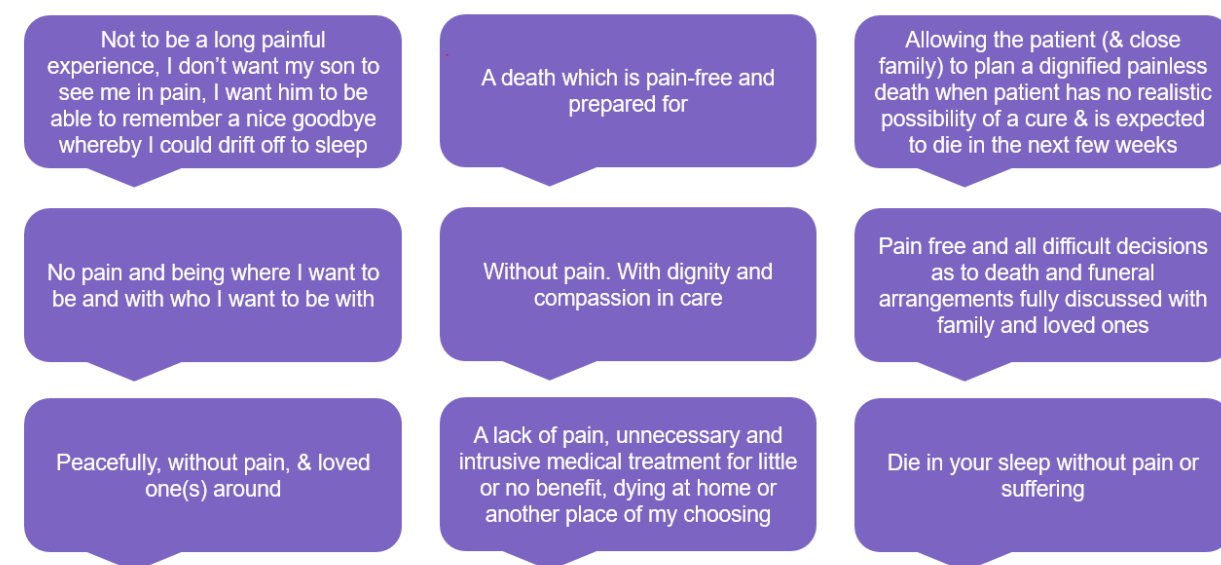 Not to be a long painful
experience, I don’t want my son to
see me in pain, I want him to be
able to remember a nice goodbye
whereby I could drift off to sleep
A death which is pain-free and
prepared for
Allowing the patient (& close
family) to plan a dignified painless
death when patient has no realistic
possibility of a cure & is expected
to die in the next few weeks
No pain and being where I want to
be and with who I want to be with
Without pain. With dignity and
compassion in care
Pain free and all difficult decisions
as to death and funeral
arrangements fully discussed with
family and loved ones
Peacefully, without pain, & loved
one(s) around
A lack of pain, unnecessary and
intrusive medical treatment for little
or no benefit, dying at home or
another place of my choosing
Die in your sleep without pain or
suffering